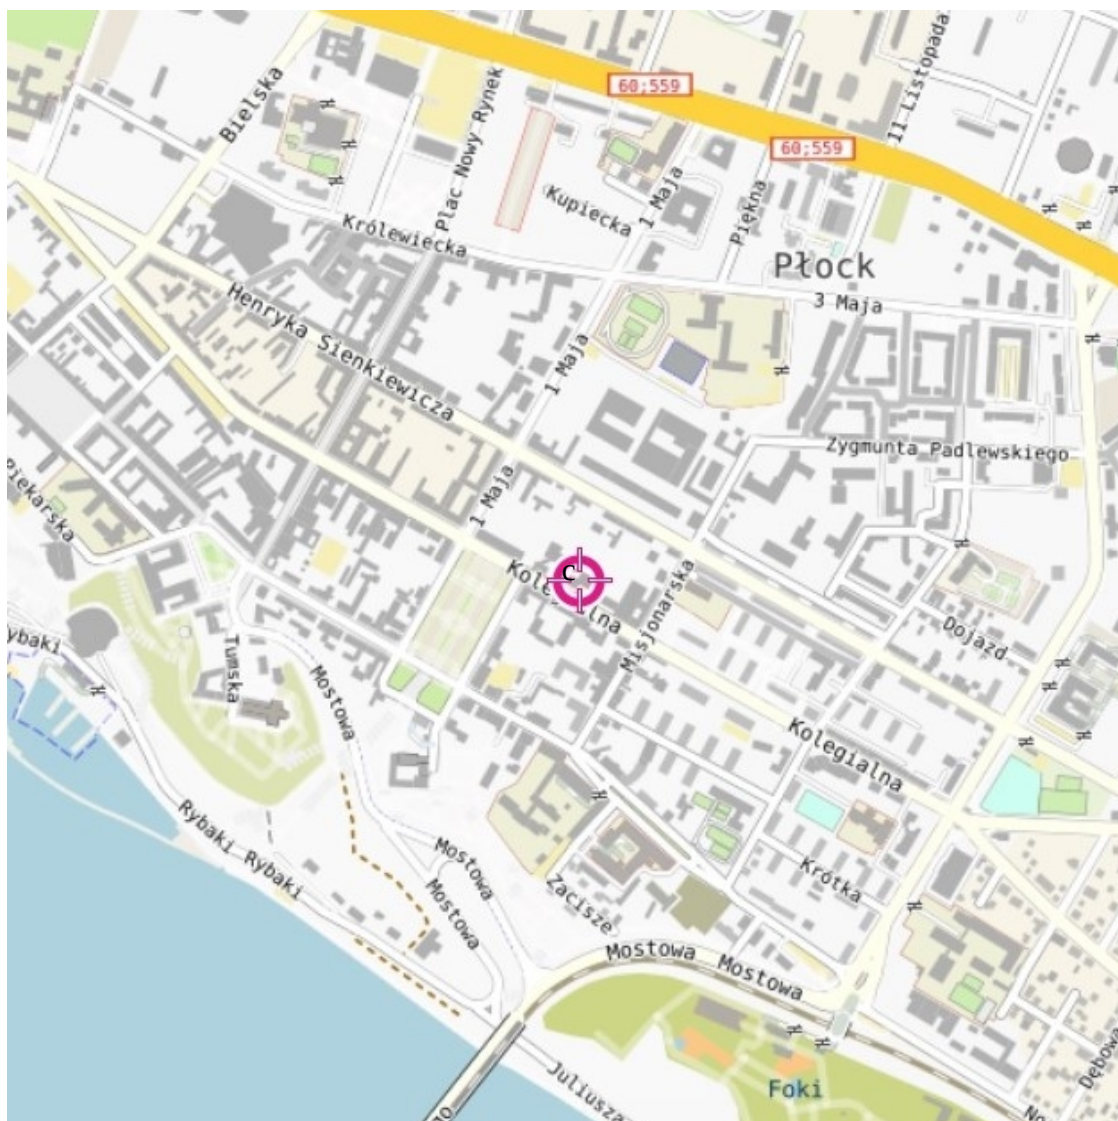 60;559
60;559
11 Listopada
Bielska
Plac Nowy Rynek
1 Maja
Piękna
Kupiecka
Królewiecka
Płock
3 Maja
Henryka Sienkiewicza
1 Maja
Zygmunta Padlewskiego
1 Maja
Piekarska
C
Misjonarska
Dojazd
Tumska
Mostowa
Kolegialna
Rybaki Rybaki
Mostowa
Mostowa
Krótka
Zacisze
Mostowa Mostowa
Foki